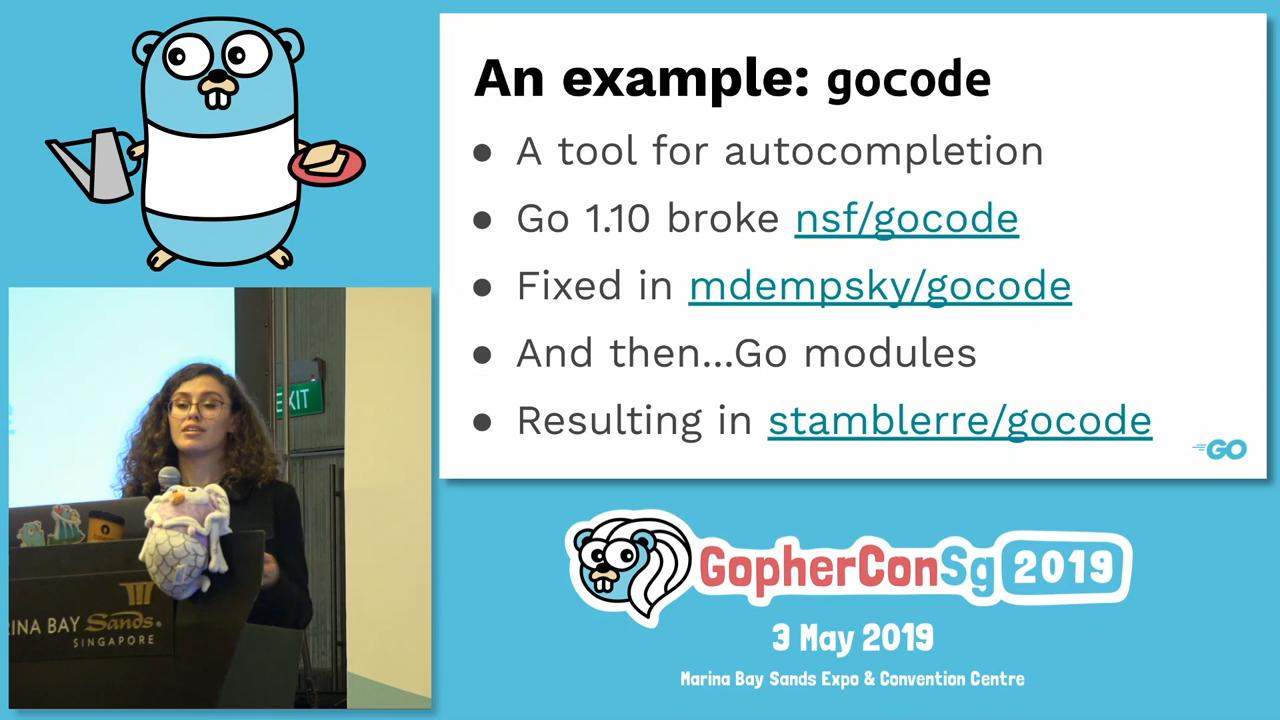 An example: gocode
● A tool for autocompletion
● Go 1.10 broke nsf/gocode
● Fixed in mdempsky/gocode
● And then...Go modules
● Resulting in stamblerre/gocode
GO
EXIT
RINA BAY Sands®
SINGAPORE
GopherConSg 2019
3 May 2019
Marina Bay Sands Expo & Convention Centre